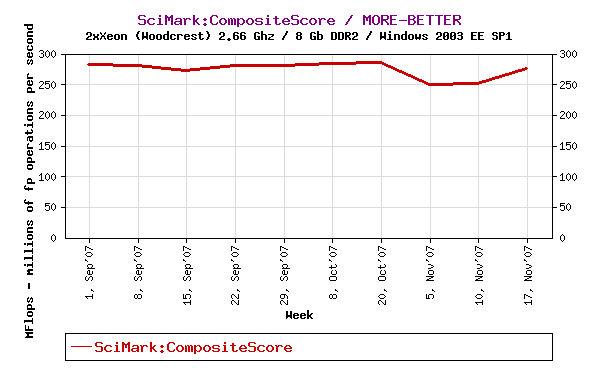 SciMark:CompositeScore / MORE-BETTER
2xXeon (Woodcrest) 2,66 Ghz / 8 Gb DDR2 / Windows 2003 EE SP1
MFlops - millions of fp operations per second
300
250
200
150
100
50
0
300
250
200
150
100
50
0
1, Sep'07
8, Sep'07
15, Sep'07
22, Sep'07
29, Sep'07
8, Oct'07
20, Oct'07
5, Nov'07
10, Nov'07
17, Nov'07
Week
SciMark:CompositeScore